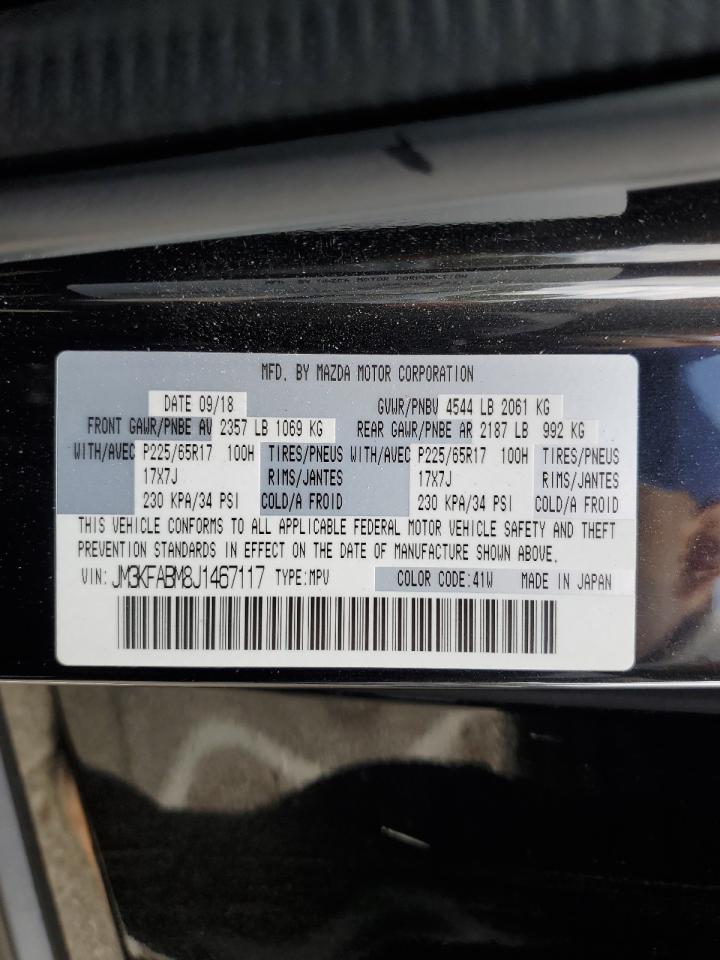 MFD. BY MAZDA MOTOR CORPORATION
MFD. BY MAZDA MOTOR CORPORATION
DATE 09/18 GVWR/PNBV 4544 LB 2061 KG
FRONT GAWR/PNBE AV 2357 LB 1069 KG REAR GAWR/PNBE AR 2187 LB 992 KG
WITH/AVEC P225/65R17 100H TIRES/PNEUS WITH/AVEC P225/65R17 100H TIRES/PNEUS
17X7J RIMS/JANTES 17X7J RIMS/JANTES
230 KPA/34 PSI COLD/A FROID 230 KPA/34 PSI COLD/A FROID
THIS VEHICLE CONFORMS TO ALL APPLICABLE FEDERAL MOTOR VEHICLE SAFETY AND THEFT
PREVENTION STANDARDS IN EFFECT ON THE DATE OF MANUFACTURE SHOWN ABOVE.
VIN: JM3KFABM8J1467117 TYPE:MPV COLOR CODE:41W MADE IN JAPAN